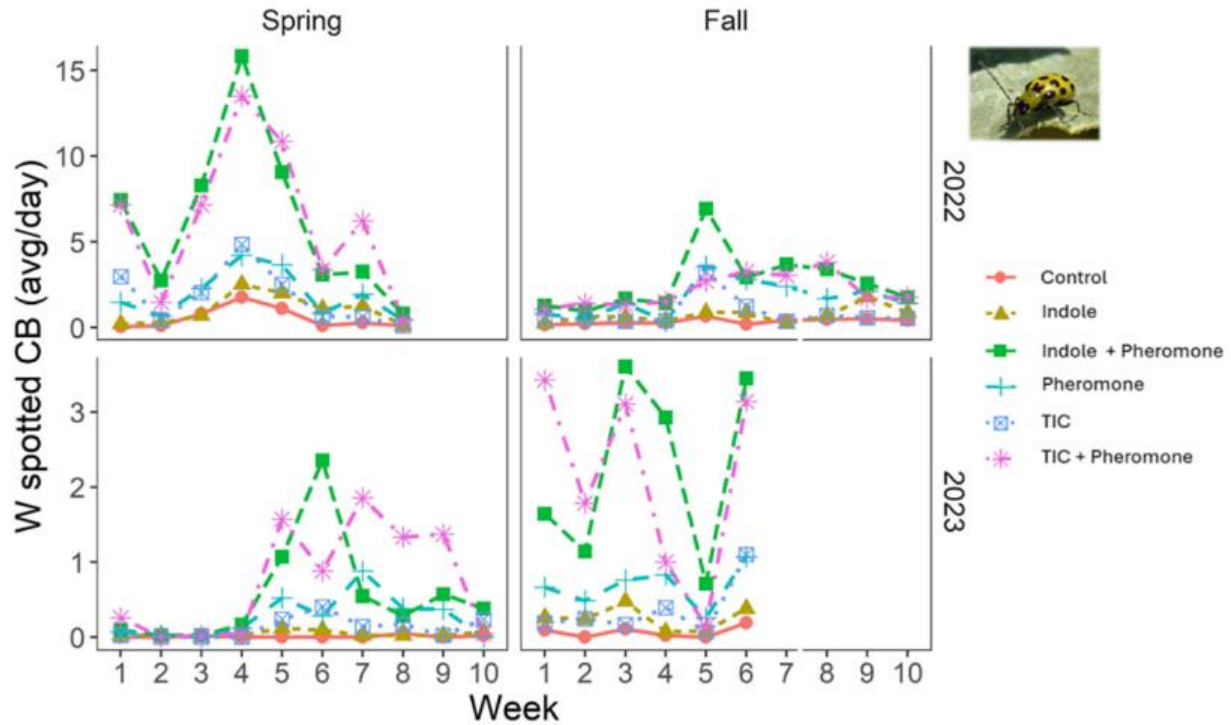 Spring
Fall
W spotted CB (avg/day)
15
10
5
0
2022
3
2
1
0
2023
1 2 3 4 5 6 7 8 9 10
1 2 3 4 5 6 7 8 9 10
Week
Control
Indole
Indole + Pheromone
Pheromone
TIC
TIC + Pheromone